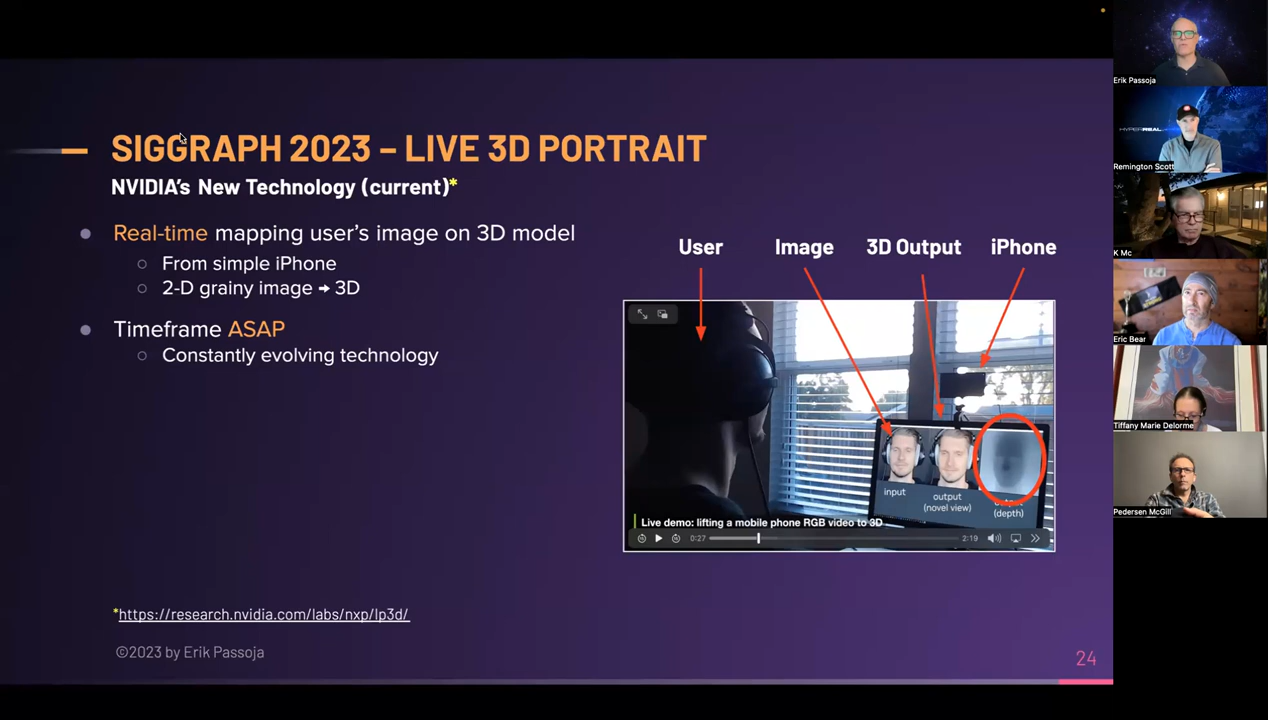 SIGGRAPH 2023 – LIVE 3D PORTRAIT
NVIDIA's New Technology (current)*
● Real-time mapping user's image on 3D model
○ From simple iPhone
○ 2-D grainy image → 3D
● Timeframe ASAP
○ Constantly evolving technology
User Image 3D Output iPhone
input
output
(novel view)
(depth)
Live demo: lifting a mobile phone RGB video to 3D
0:27
2:19
*https://research.nvidia.com/labs/nxp/lp3d/
©2023 by Erik Passoja
24
Erik Passoja
HYPERREAL
Remington Scott
K Mc
Eric Bear
Tiffany Marie Delorme
Pedersen McGill